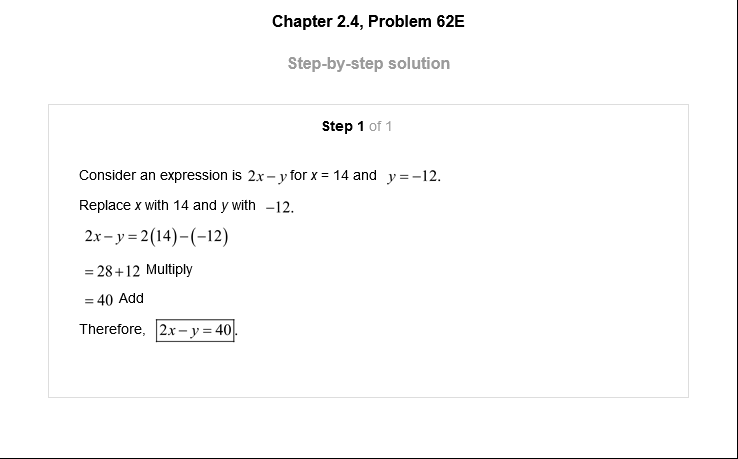 Chapter 2.4, Problem 62E
Step-by-step solution
Step 1 of 1
Consider an expression is 2x − y for x = 14 and y = −12.
Replace x with 14 and y with −12.
2x − y = 2(14) − (−12)
= 28 + 12 Multiply
= 40 Add
Therefore, 2x − y = 40.